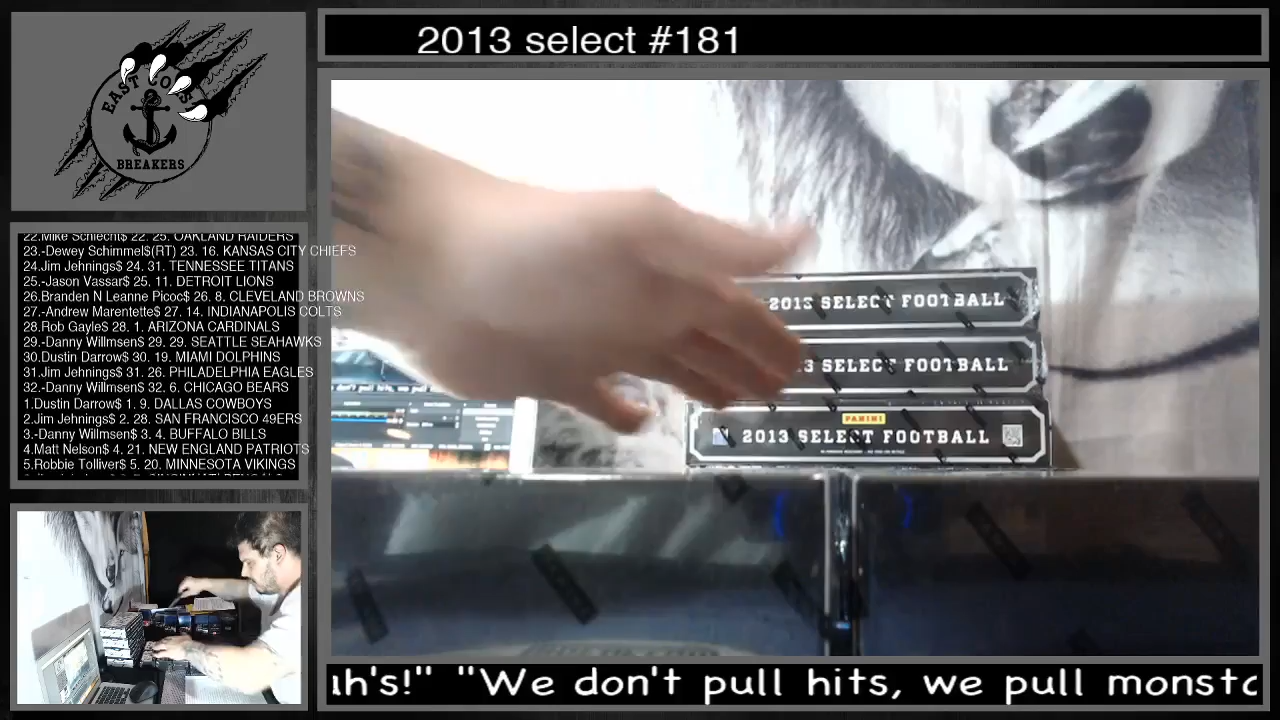 2013 select #181
EAST COAST
BREAKERS
22.Mike Schlecht$ 22. 25. OAKLAND RAIDERS
23.-Dewey Schimmel$(RT) 23. 16. KANSAS CITY CHIEFS
24.Jim Jehnings$ 24. 31. TENNESSEE TITANS
25.-Jason Vassar$ 25. 11. DETROIT LIONS
26.Branden N Leanne Picoc$ 26. 8. CLEVELAND BROWNS
27.-Andrew Marentette$ 27. 14. INDIANAPOLIS COLTS
28.Rob Gayle$ 28. 1. ARIZONA CARDINALS
29.-Danny Willmsen$ 29. 29. SEATTLE SEAHAWKS
30.Dustin Darrow$ 30. 19. MIAMI DOLPHINS
31.Jim Jehnings$ 31. 26. PHILADELPHIA EAGLES
32.-Danny Willmsen$ 32. 6. CHICAGO BEARS
1.Dustin Darrow$ 1. 9. DALLAS COWBOYS
2.Jim Jehnings$ 2. 28. SAN FRANCISCO 49ERS
3.-Danny Willmsen$ 3. 4. BUFFALO BILLS
4.Matt Nelson$ 4. 21. NEW ENGLAND PATRIOTS
5.Robbie Tolliver$ 5. 20. MINNESOTA VIKINGS
2013 SELECT FOOTBALL
3 SELECT FOOTBALL
PANINI
2013 SELECT FOOTBALL
ah's!" "We don't pull hits, we pull monste